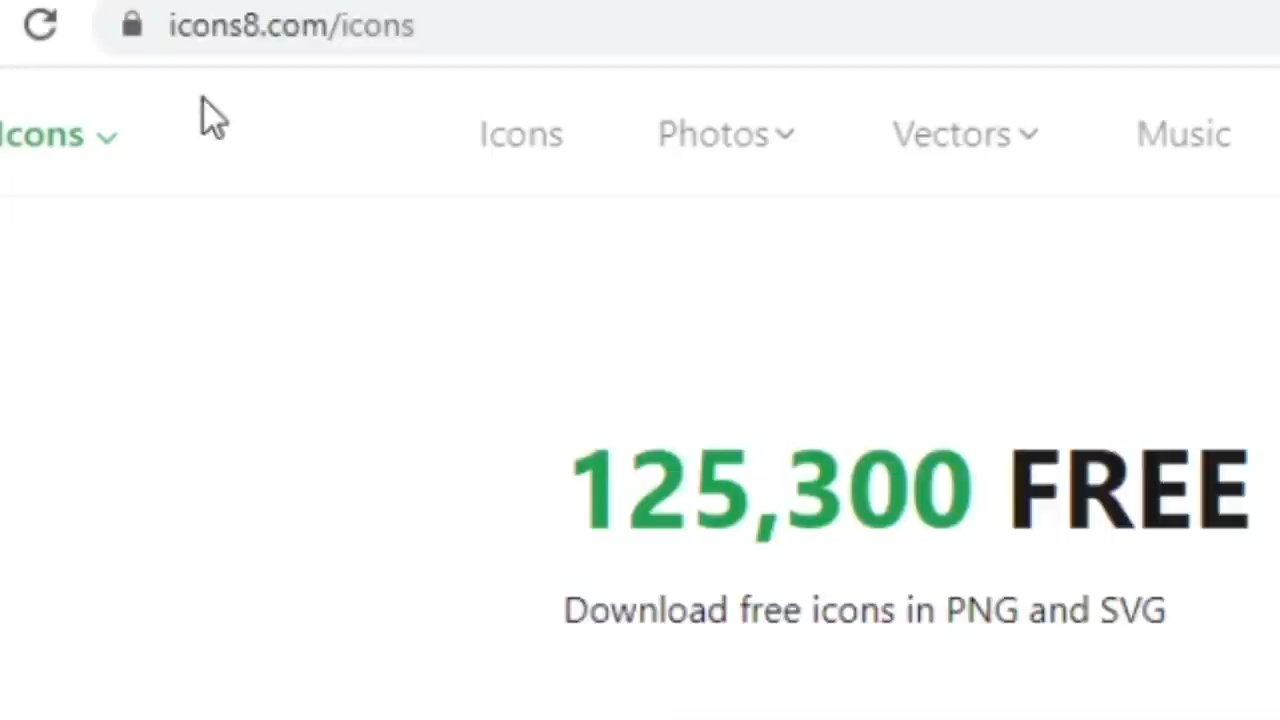 icons8.com/icons
Icons Icons Photos Vectors Music
125,300 FREE
Download free icons in PNG and SVG